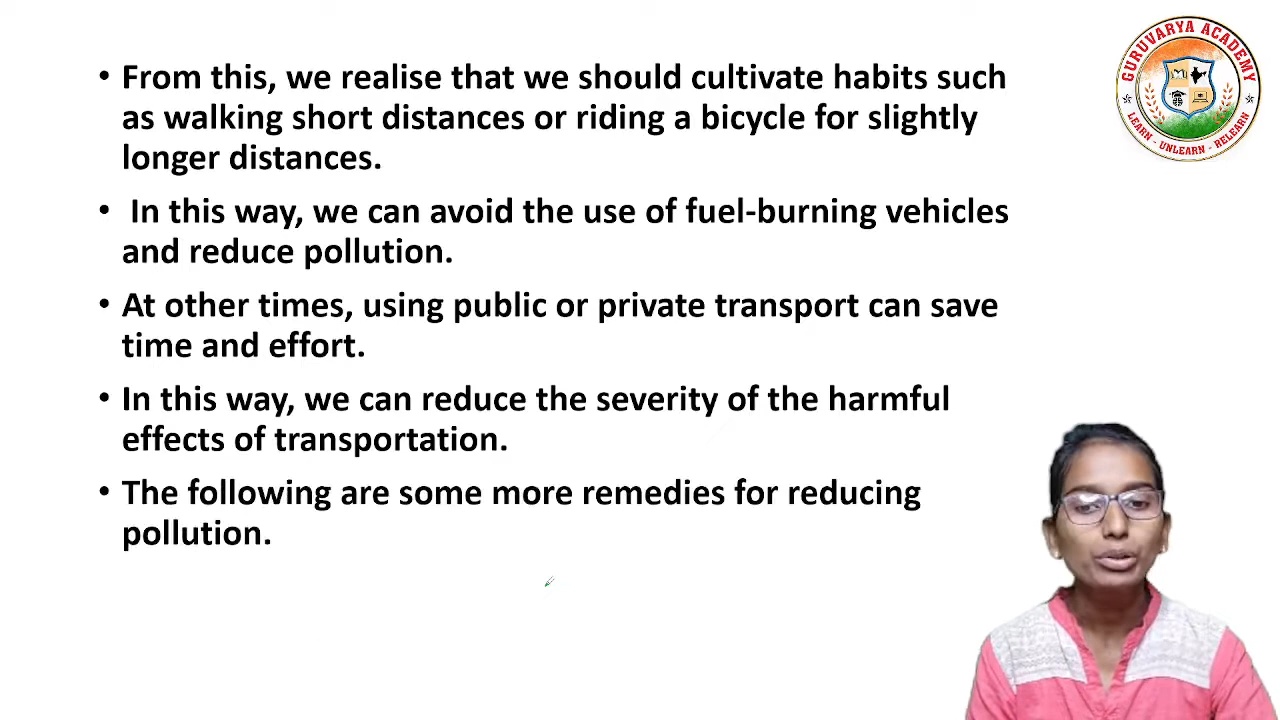 • From this, we realise that we should cultivate habits such
as walking short distances or riding a bicycle for slightly
longer distances.
• In this way, we can avoid the use of fuel-burning vehicles
and reduce pollution.
• At other times, using public or private transport can save
time and effort.
• In this way, we can reduce the severity of the harmful
effects of transportation.
• The following are some more remedies for reducing
pollution.
GURUVARYA ACADEMY
LEARN - UNLEARN - RELEARN